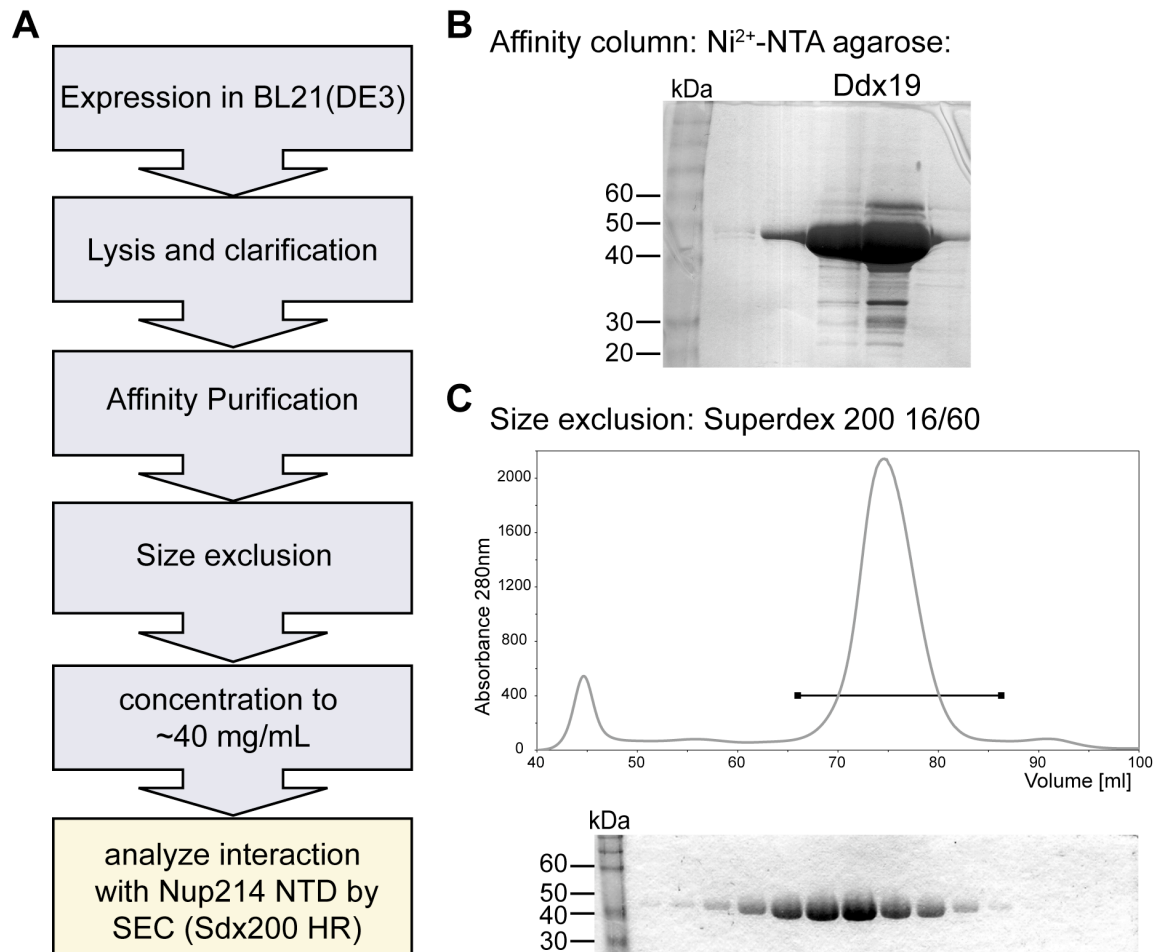 A
Expression in BL21(DE3)
Lysis and clarification
Affinity Purification
Size exclusion
concentration to
~40 mg/mL
analyze interaction
with Nup214 NTD by
SEC (Sdx200 HR)
B
Affinity column: Ni²⁺-NTA agarose:
kDa
Ddx19
60
50
40
30
20
C
Size exclusion: Superdex 200 16/60
Absorbance 280nm
2000
1600
1200
800
400
0
40 50 60 70 80 90 100
Volume [ml]
kDa
60
50
40
30